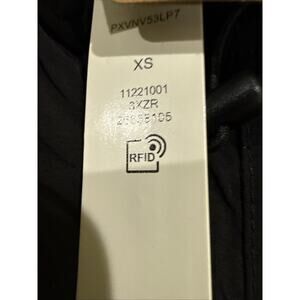 PXVNV53LP7
XS
11221001
3XZR
RFID